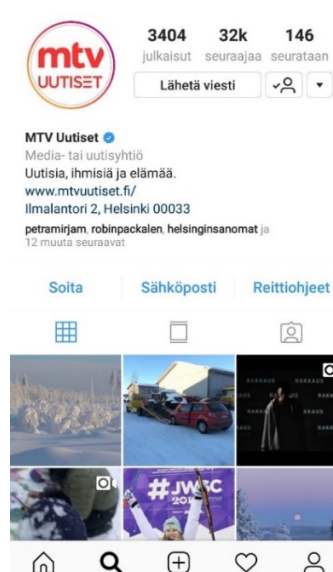 mtv
UUTISET
3404 32k 146
julkaisut seuraajaa seurataan
Lähetä viesti
MTV Uutiset
Media- tai uutisyhtiö
Uutisia, ihmisiä ja elämää.
www.mtvuutiset.fi/
Ilmalantori 2, Helsinki 00033
petramirjam, robinpackalen, helsinginsanomat ja
12 muuta seuraavat
Soita Sähköposti Reittiohjeet
RAKKAUS
#JWSC